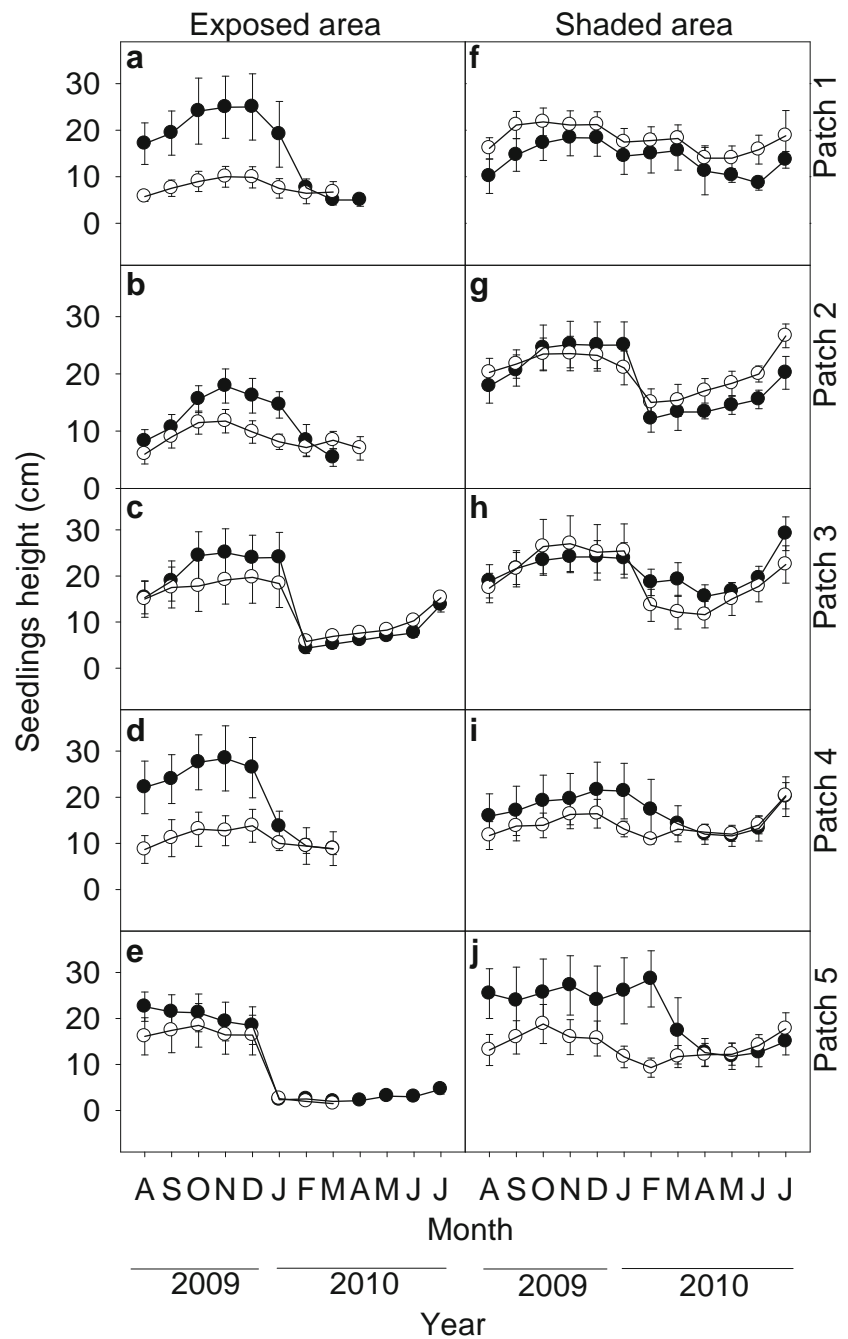 Exposed area Shaded area
a
30
20
10
0
f
Patch 1
b
30
20
10
0
g
Patch 2
c
30
20
10
0
h
Patch 3
d
30
20
10
0
i
Patch 4
e
30
20
10
0
j
Patch 5
Seedlings height (cm)
A S O N D J F M A M J J A S O N D J F M A M J J
Month
2009 2010 2009 2010
Year